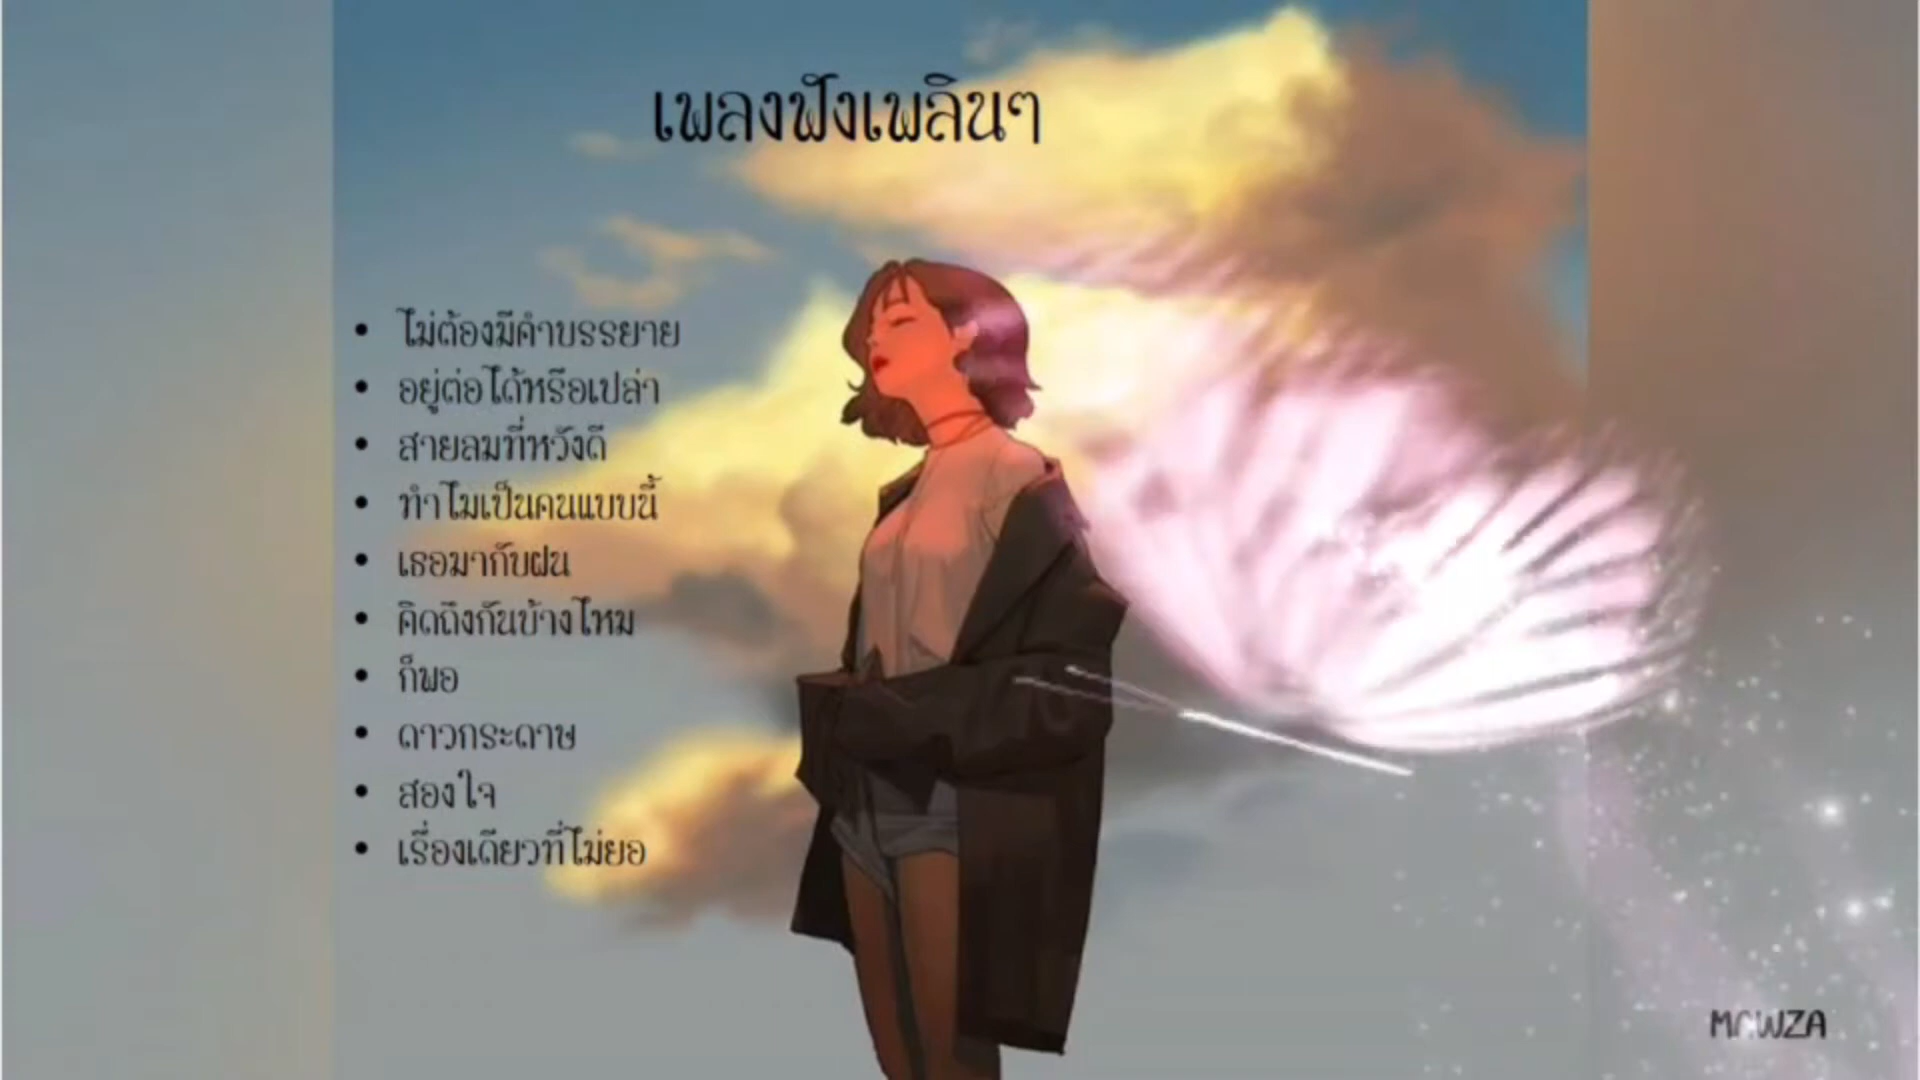 เพลงฟังเพลินๆ
• ไม่ต้องมีคำบรรยาย
• อยู่ต่อได้หรือเปล่า
• สายลมที่หวังดี
• ทำไมเป็นคนแบบนี้
• เธอมากับฝน
• คิดถึงกันบ้างไหม
• ก็พอ
• ดาวกระดาษ
• สองใจ
• เรื่องเดียวที่ไม่ยอ
MAWZA